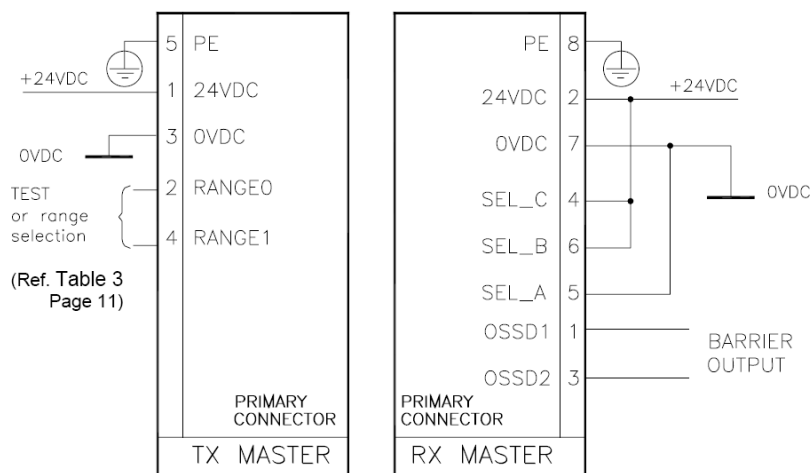 5 PE
+24VDC
1 24VDC
3 0VDC
0VDC
TEST
or range
selection
2 RANGE0
4 RANGE1
(Ref. Table 3
Page 11)
PRIMARY
CONNECTOR
TX MASTER
PE 8
24VDC 2
+24VDC
0VDC 7
0VDC
SEL_C 4
SEL_B 6
SEL_A 5
OSSD1 1
OSSD2 3
BARRIER
OUTPUT
PRIMARY
CONNECTOR
RX MASTER